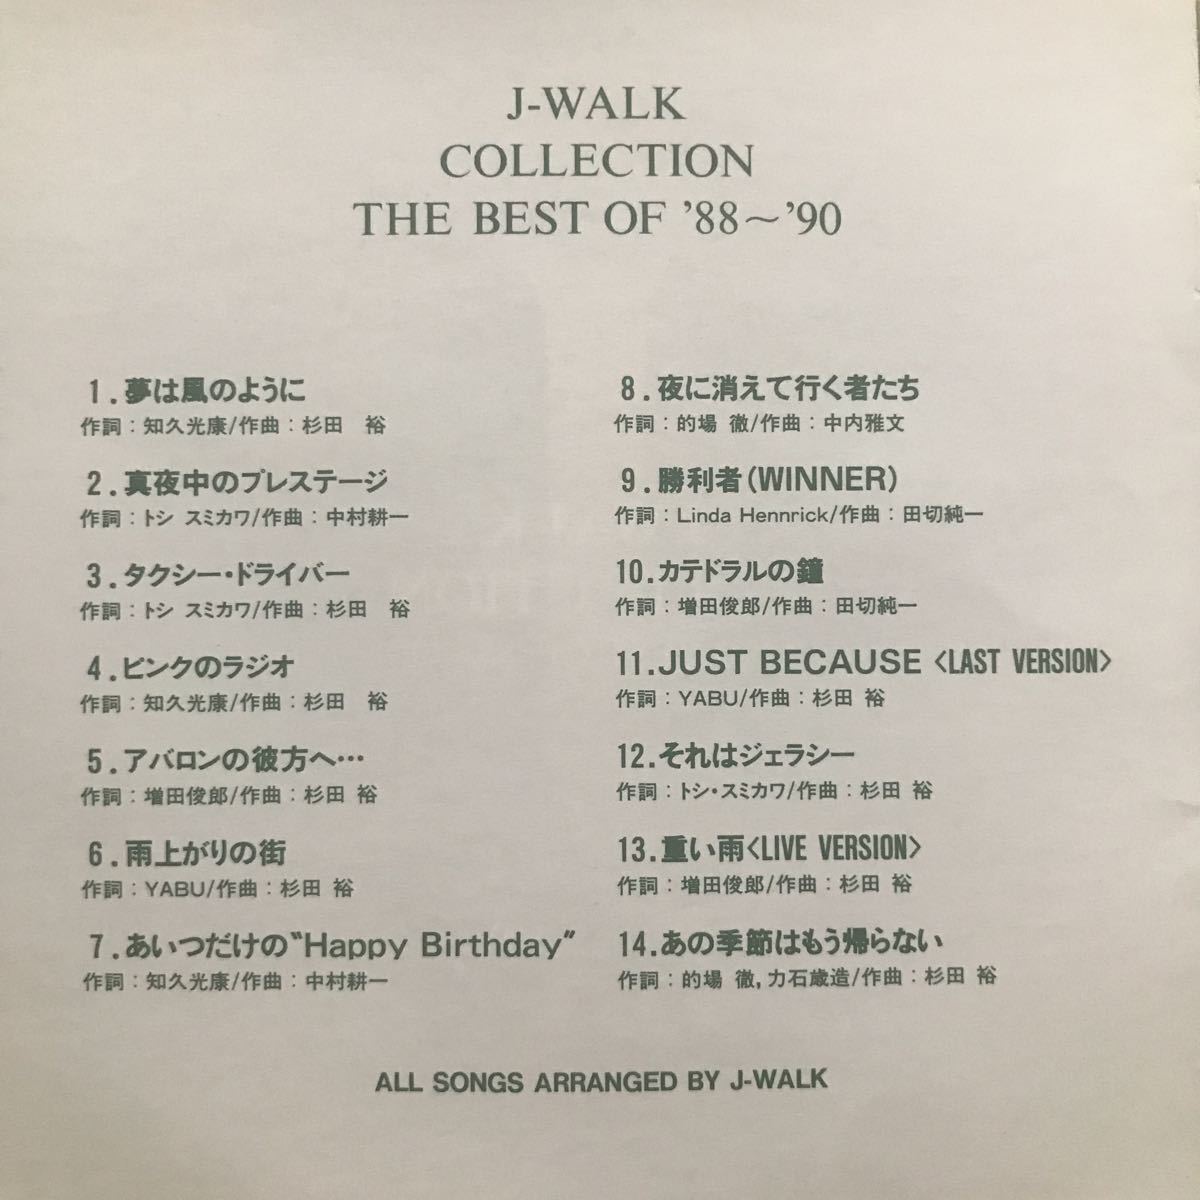 J-WALK
COLLECTION
THE BEST OF '88～'90
1.夢は風のように
作詞：知久光康/作曲：杉田　裕
2.真夜中のプレステージ
作詞：トシ スミカワ/作曲：中村耕一
3.タクシー・ドライバー
作詞：トシ スミカワ/作曲：杉田　裕
4.ピンクのラジオ
作詞：知久光康/作曲：杉田　裕
5.アバロンの彼方へ…
作詞：増田俊郎/作曲：杉田 裕
6.雨上がりの街
作詞：YABU/作曲：杉田 裕
7.あいつだけの〝Happy Birthday〞
作詞：知久光康/作曲：中村耕一
8.夜に消えて行く者たち
作詞：的場 徹/作曲：中内雅文
9.勝利者(WINNER)
作詞：Linda Hennrick/作曲：田切純一
10.カテドラルの鐘
作詞：増田俊郎/作曲：田切純一
11.JUST BECAUSE <LAST VERSION>
作詞：YABU/作曲：杉田 裕
12.それはジェラシー
作詞：トシ・スミカワ/作曲：杉田 裕
13.重い雨<LIVE VERSION>
作詞：増田俊郎/作曲：杉田 裕
14.あの季節はもう帰らない
作詞：的場 徹,力石歳造/作曲：杉田 裕
ALL SONGS ARRANGED BY J-WALK